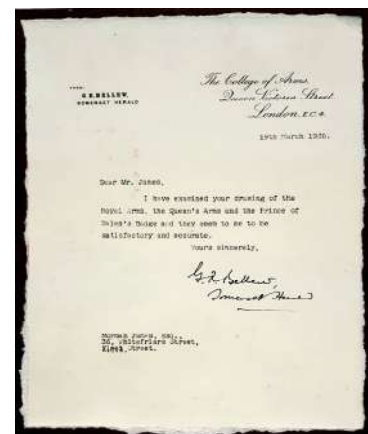 FROM:
G.R.BELLEW,
SOMERSET HERALD
The College of Arms,
Queen Victoria Street
London, E.C.4.
19th March
Dear Mr. Jones,
I have examined your drawing of the
Royal Arms, the Queen's Arms and the Prince of
Wales's Badge and they seem to me to be
satisfactory and accurate.
Yours sincerely,
G.R.Bellew,
Somerset Herald
Norman Jones, Esq.,
Whitefriars Street,
Fleet Street.